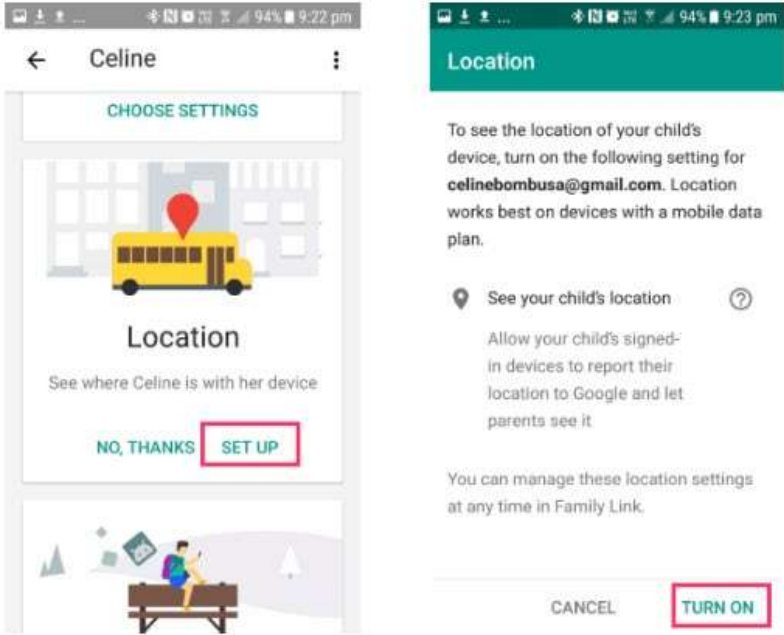 ... 94% 9:22 pm
Celine
CHOOSE SETTINGS
Location
See where Celine is with her device
NO, THANKS SET UP
... 94% 9:23 pm
Location
To see the location of your child's
device, turn on the following setting for
celinebombusa@gmail.com. Location
works best on devices with a mobile data
plan.
See your child's location
Allow your child's signed-
in devices to report their
location to Google and let
parents see it
You can manage these location settings
at any time in Family Link.
CANCEL TURN ON